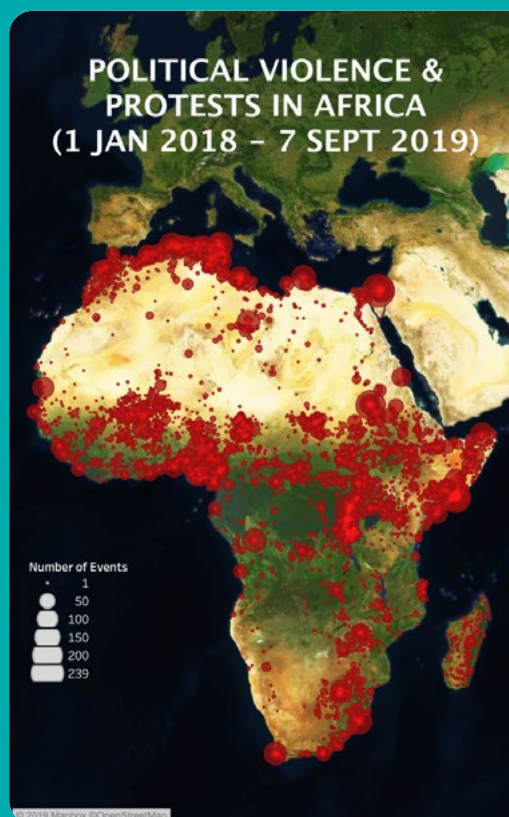 POLITICAL VIOLENCE &
PROTESTS IN AFRICA
(1 JAN 2018 – 7 SEPT 2019)
Number of Events
1
50
100
150
200
239
© 2019 Mapbox ©OpenStreetMap